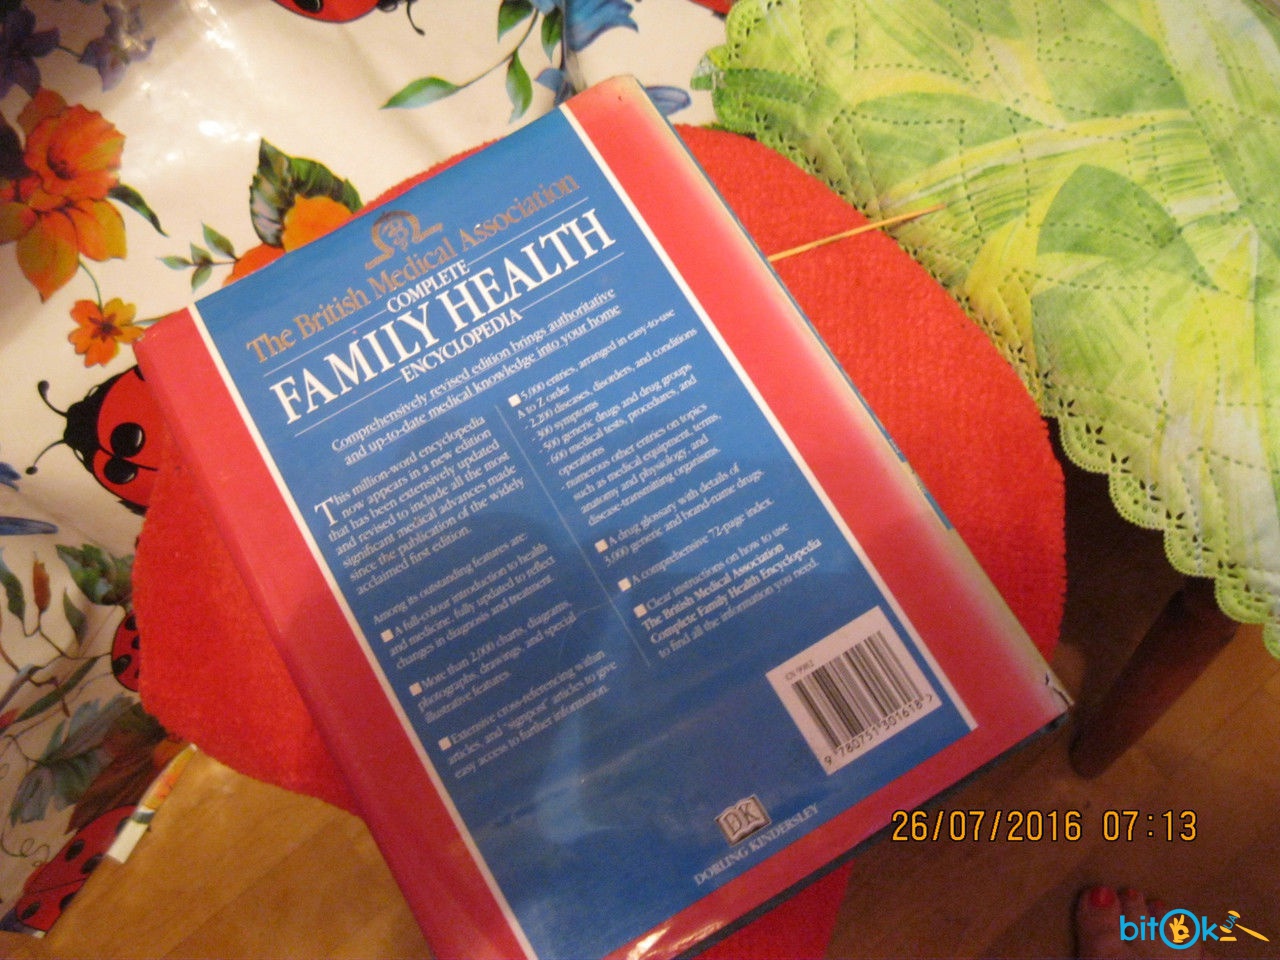 The British Medical Association
COMPLETE
FAMILY HEALTH
ENCYCLOPEDIA
Comprehensively revised edition brings authoritative
and up-to-date medical knowledge into your home
This million-word encyclopedia
now appears in a new edition
that has been extensively updated
and revised to include all the most
significant medical advances made
since the publication of the widely
acclaimed first edition.
Among its outstanding features are:
A full-colour introduction to health
and medicine, fully updated to reflect
changes in diagnosis and treatment
More than 2,000 charts, diagrams,
photographs, drawings, and special
illustrative features
Extensive cross-referencing within
articles, and "signpost" articles to give
easy access to further information.
5,000 entries, arranged in easy-to-use
A to Z order
- 2,200 diseases, disorders, and conditions
- 300 symptoms
- 500 generic drugs and drug groups
- 600 medical tests, procedures, and
operations
- numerous other entries on topics
such as medical equipment, terms,
anatomy and physiology, and
disease-transmitting organisms.
A drug glossary with details of
3,000 generic and brand-name drugs.
A comprehensive 72-page index.
Clear instructions on how to use
The British Medical Association
Complete Family Health Encyclopedia
to find all the information you need.
9 780751 301618 >
DK
DORLING KINDERSLEY
26/07/2016 07:13
bitOk
UA